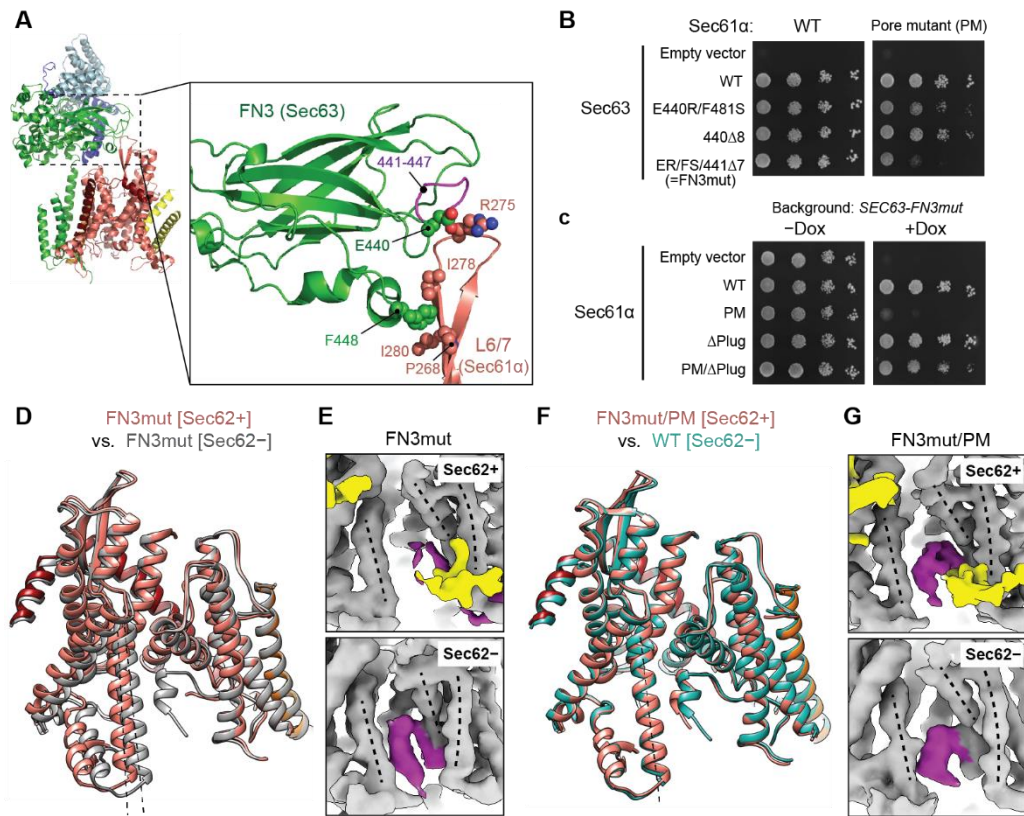 A
FN3 (Sec63)
441-447
R275
E440
I278
F448
I280
P268
L6/7
(Sec61α)
B
Sec61α:
WT
Pore mutant (PM)
Sec63
Empty vector
WT
E440R/F481S
440Δ8
ER/FS/441Δ7
(=FN3mut)
c
Background: SEC63-FN3mut
−Dox
+Dox
Sec61α
Empty vector
WT
PM
ΔPlug
PM/ΔPlug
D
FN3mut [Sec62+]
vs. FN3mut [Sec62−]
E
FN3mut
Sec62+
Sec62−
F
FN3mut/PM [Sec62+]
vs. WT [Sec62−]
G
FN3mut/PM
Sec62+
Sec62−